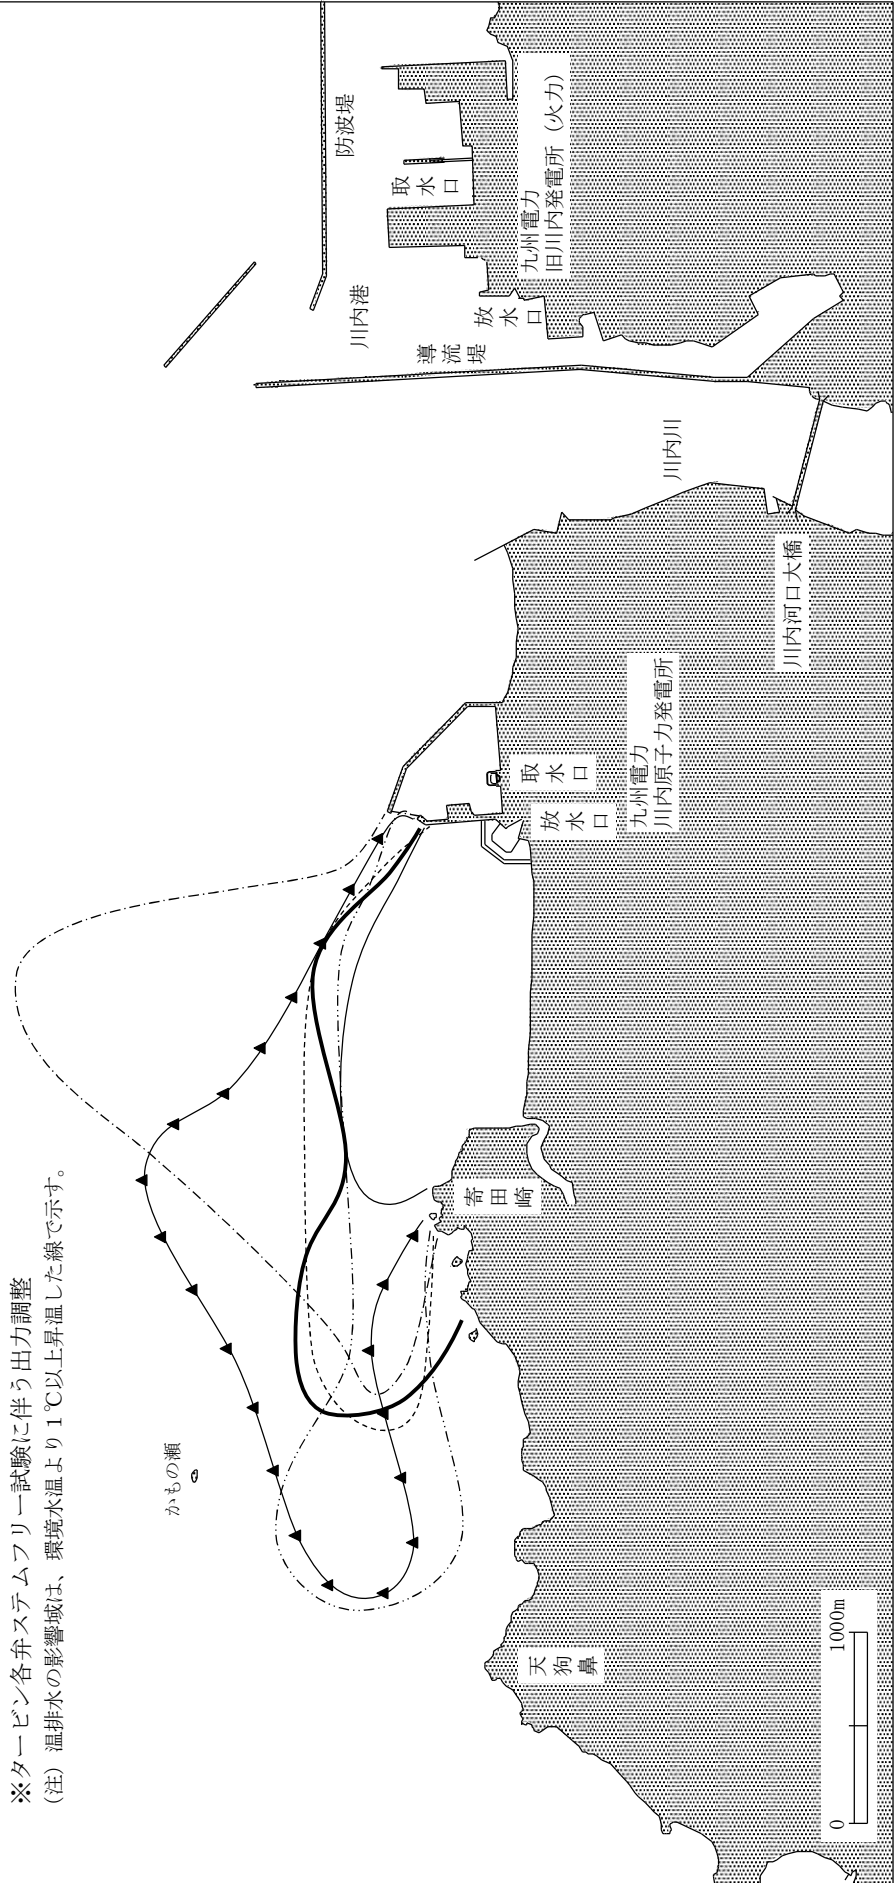 ※タービン各弁ステムフリー試験に伴う出力調整
(注) 温排水の影響域は、環境水温より1℃以上昇温した線で示す。
かもの瀬
天狗鼻
寄田崎
放水口
取水口
九州電力
川内原子力発電所
川内河口大橋
川内川
導流堤
川内港
放水口
取水口
防波堤
九州電力
旧川内発電所（火力）
0
1000m